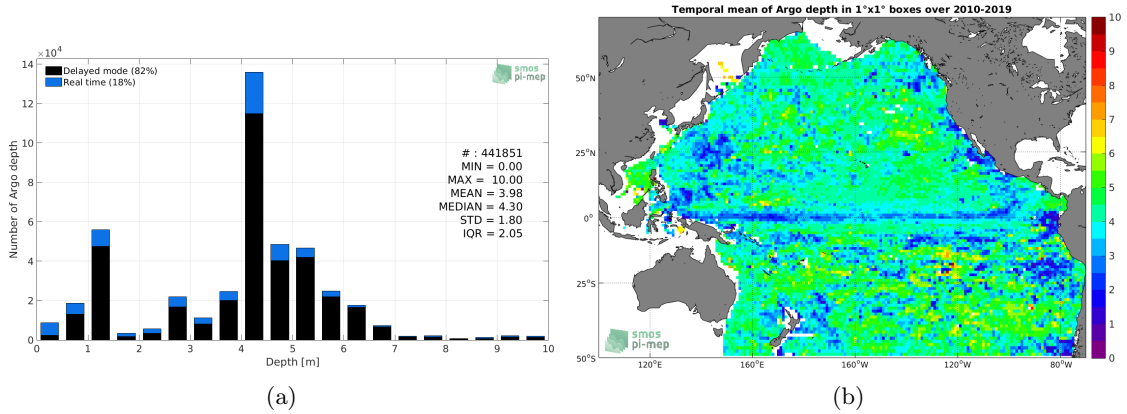 ×10⁴
14
12
10
8
6
4
2
0
Number of Argo depth
Delayed mode (82%)
Real time (18%)
smos
pi-mep
# : 441851
MIN = 0.00
MAX = 10.00
MEAN = 3.98
MEDIAN = 4.30
STD = 1.80
IQR = 2.05
0 1 2 3 4 5 6 7 8 9 10
Depth [m]
(a)
Temporal mean of Argo depth in 1°x1° boxes over 2010-2019
50°N
25°N
0°
25°S
50°S
120°E 160°E 160°W 120°W 80°W
smos
pi-mep
10
9
8
7
6
5
4
3
2
1
0
(b)